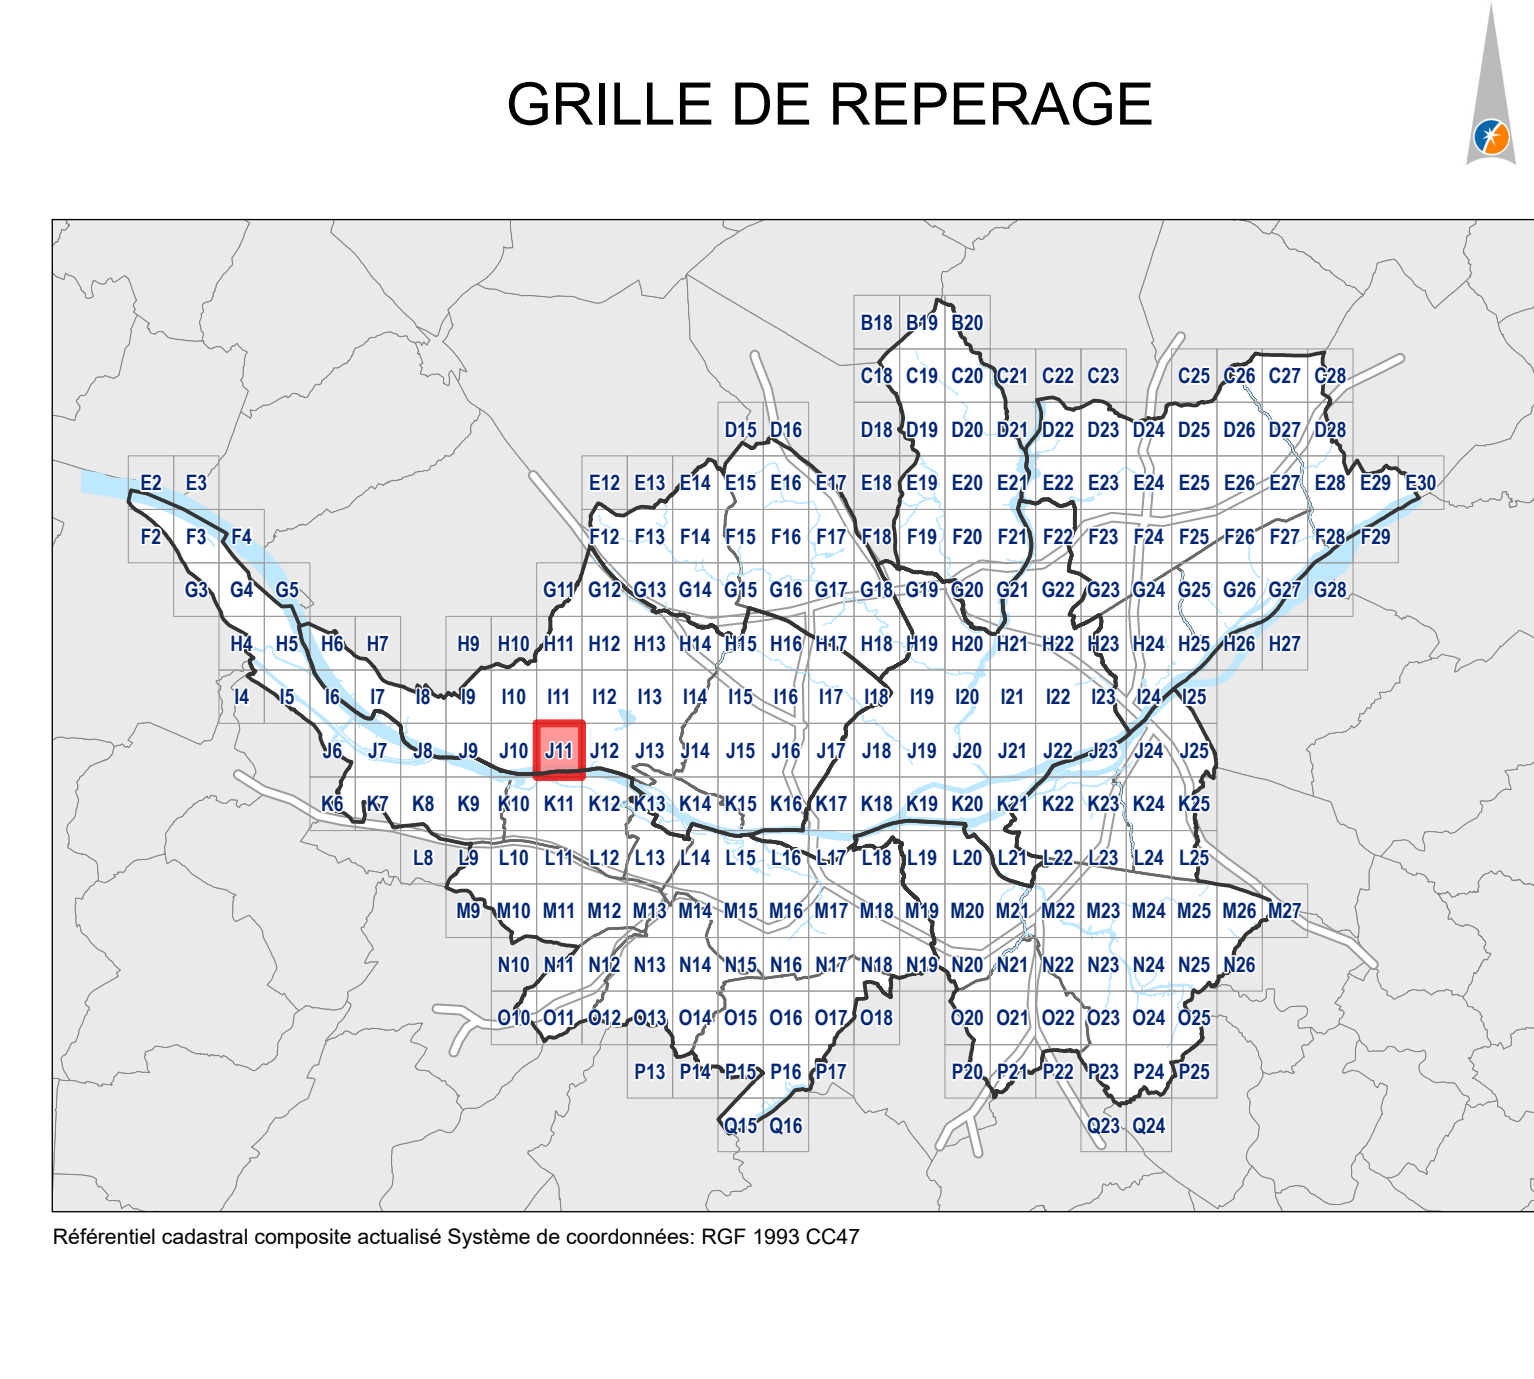 GRILLE DE REPERAGE
B18 B19 B20
C18 C19 C20 C21 C22 C23 C25 C26 C27 C28
D15 D16 D18 D19 D20 D21 D22 D23 D24 D25 D26 D27 D28
E2 E3 E12 E13 E14 E15 E16 E17 E18 E19 E20 E21 E22 E23 E24 E25 E26 E27 E28 E29 E30
F2 F3 F4 F12 F13 F14 F15 F16 F17 F18 F19 F20 F21 F22 F23 F24 F25 F26 F27 F28 F29
G3 G4 G5 G11 G12 G13 G14 G15 G16 G17 G18 G19 G20 G21 G22 G23 G24 G25 G26 G27 G28
H4 H5 H6 H7 H9 H10 H11 H12 H13 H14 H15 H16 H17 H18 H19 H20 H21 H22 H23 H24 H25 H26 H27
I4 I5 I6 I7 I8 I9 I10 I11 I12 I13 I14 I15 I16 I17 I18 I19 I20 I21 I22 I23 I24 I25
J6 J7 J8 J9 J10 J11 J12 J13 J14 J15 J16 J17 J18 J19 J20 J21 J22 J23 J24 J25
K6 K7 K8 K9 K10 K11 K12 K13 K14 K15 K16 K17 K18 K19 K20 K21 K22 K23 K24 K25
L8 L9 L10 L11 L12 L13 L14 L15 L16 L17 L18 L19 L20 L21 L22 L23 L24 L25
M9 M10 M11 M12 M13 M14 M15 M16 M17 M18 M19 M20 M21 M22 M23 M24 M25 M26 M27
N10 N11 N12 N13 N14 N15 N16 N17 N18 N19 N20 N21 N22 N23 N24 N25 N26
O10 O11 O12 O13 O14 O15 O16 O17 O18 O20 O21 O22 O23 O24 O25
P13 P14 P15 P16 P17 P20 P21 P22 P23 P24 P25
Q15 Q16 Q23 Q24
Référentiel cadastral composite actualisé Système de coordonnées: RGF 1993 CC47